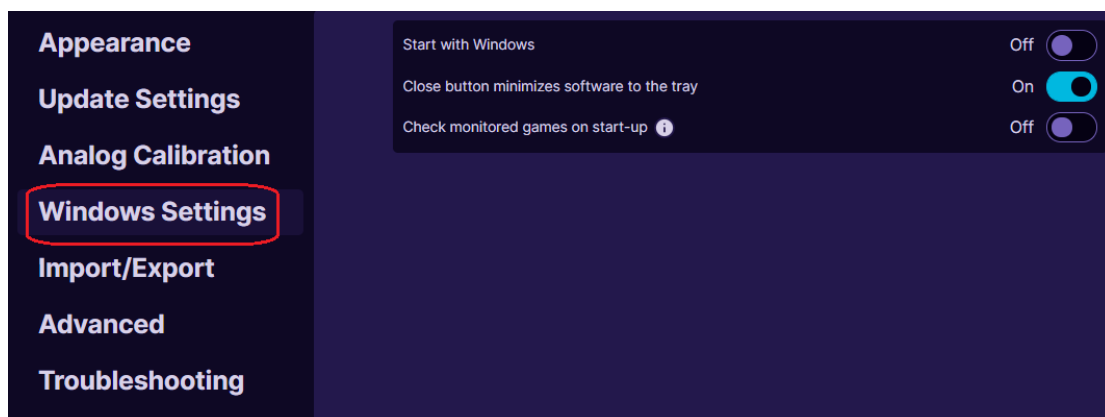 Appearance
Update Settings
Analog Calibration
Windows Settings
Import/Export
Advanced
Troubleshooting
Start with Windows Off
Close button minimizes software to the tray On
Check monitored games on start-up Off